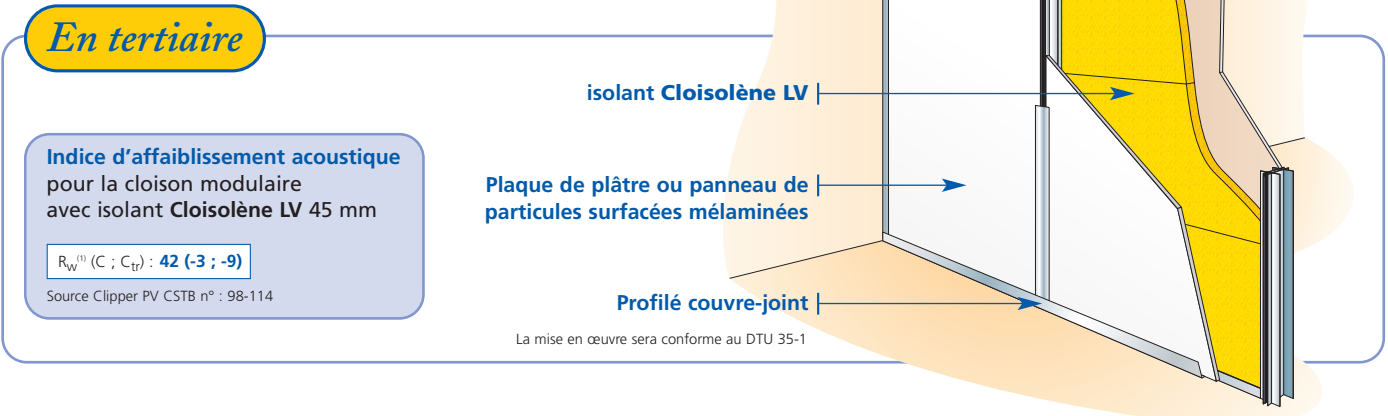 En tertiaire
Indice d’affaiblissement acoustique
pour la cloison modulaire
avec isolant Cloisolène LV 45 mm
Rw(1) (C ; Ctr) : 42 (-3 ; -9)
Source Clipper PV CSTB n° : 98-114
isolant Cloisolène LV
Plaque de plâtre ou panneau de
particules surfacées mélaminées
Profilé couvre-joint
La mise en œuvre sera conforme au DTU 35-1